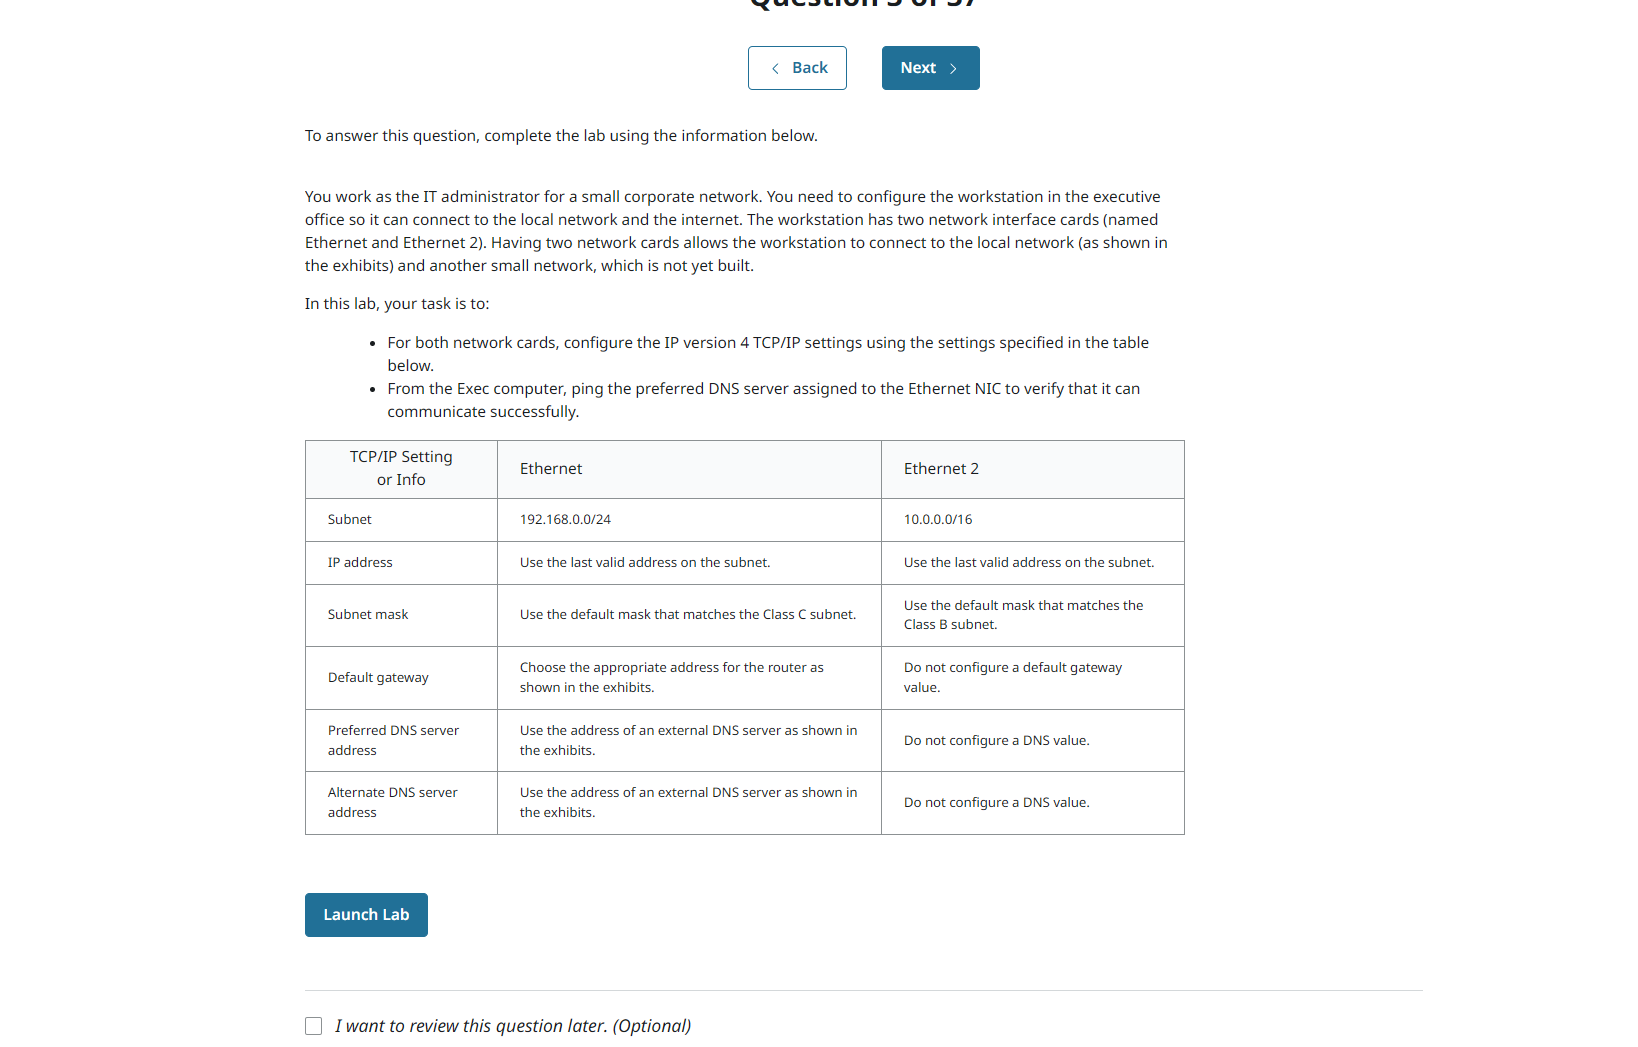 Question 3 of 37
Back
Next
To answer this question, complete the lab using the information below.
You work as the IT administrator for a small corporate network. You need to configure the workstation in the executive
office so it can connect to the local network and the internet. The workstation has two network interface cards (named
Ethernet and Ethernet 2). Having two network cards allows the workstation to connect to the local network (as shown in
the exhibits) and another small network, which is not yet built.
In this lab, your task is to:
• For both network cards, configure the IP version 4 TCP/IP settings using the settings specified in the table
below.
• From the Exec computer, ping the preferred DNS server assigned to the Ethernet NIC to verify that it can
communicate successfully.
TCP/IP Setting
or Info
Ethernet
Ethernet 2
Subnet
192.168.0.0/24
10.0.0.0/16
IP address
Use the last valid address on the subnet.
Use the last valid address on the subnet.
Subnet mask
Use the default mask that matches the Class C subnet.
Use the default mask that matches the
Class B subnet.
Default gateway
Choose the appropriate address for the router as
shown in the exhibits.
Do not configure a default gateway
value.
Preferred DNS server
address
Use the address of an external DNS server as shown in
the exhibits.
Do not configure a DNS value.
Alternate DNS server
address
Use the address of an external DNS server as shown in
the exhibits.
Do not configure a DNS value.
Launch Lab
I want to review this question later. (Optional)